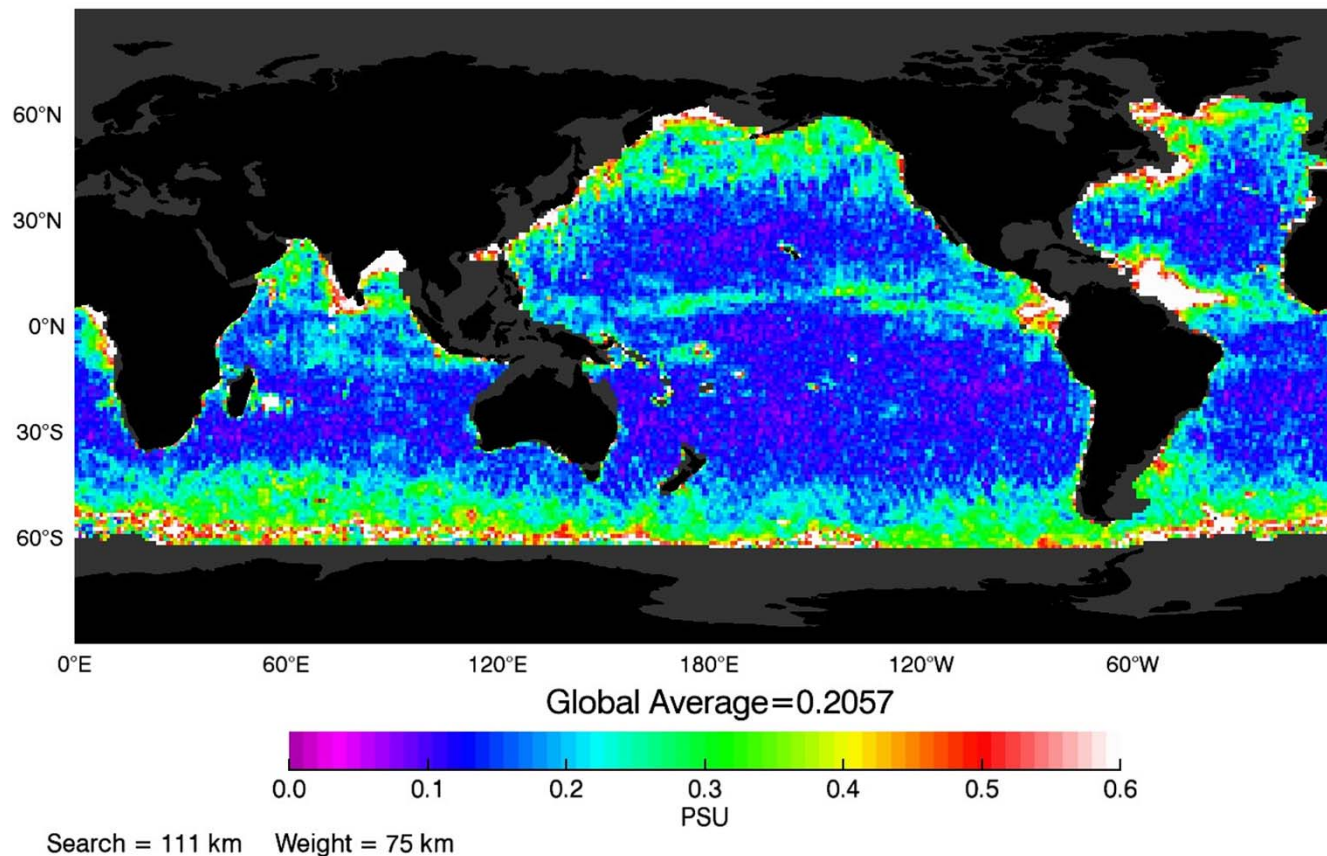 60°N
30°N
0°N
30°S
60°S
0°E 60°E 120°E 180°E 120°W 60°W
Global Average=0.2057
0.0 0.1 0.2 0.3 0.4 0.5 0.6
PSU
Search = 111 km Weight = 75 km